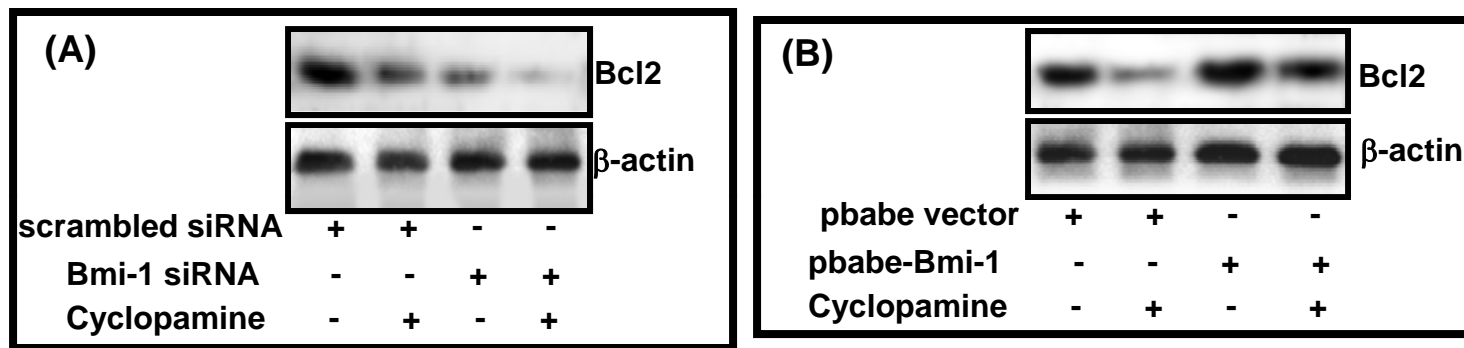 (A)
Bcl2
β-actin
scrambled siRNA + + - -
Bmi-1 siRNA - - + +
Cyclopamine - + - +
(B)
Bcl2
β-actin
pbabe vector + + - -
pbabe-Bmi-1 - - + +
Cyclopamine - + - +